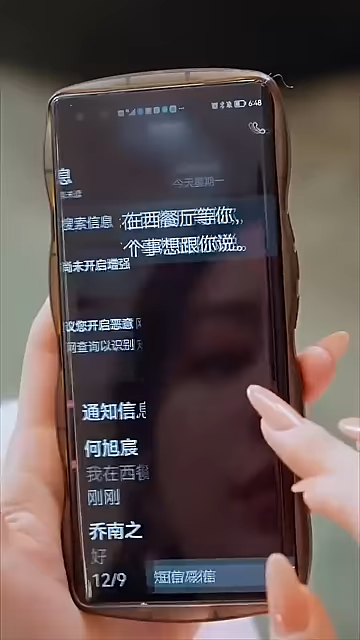 6:48
息
今天星期一
搜索信息
在西餐厅等你,
个事想跟你说。
尚未开启增强
议您开启恶意
网查询以识别
通知信息
何旭宸
我在西餐
刚刚
乔南之
好
12/9
短信/彩信